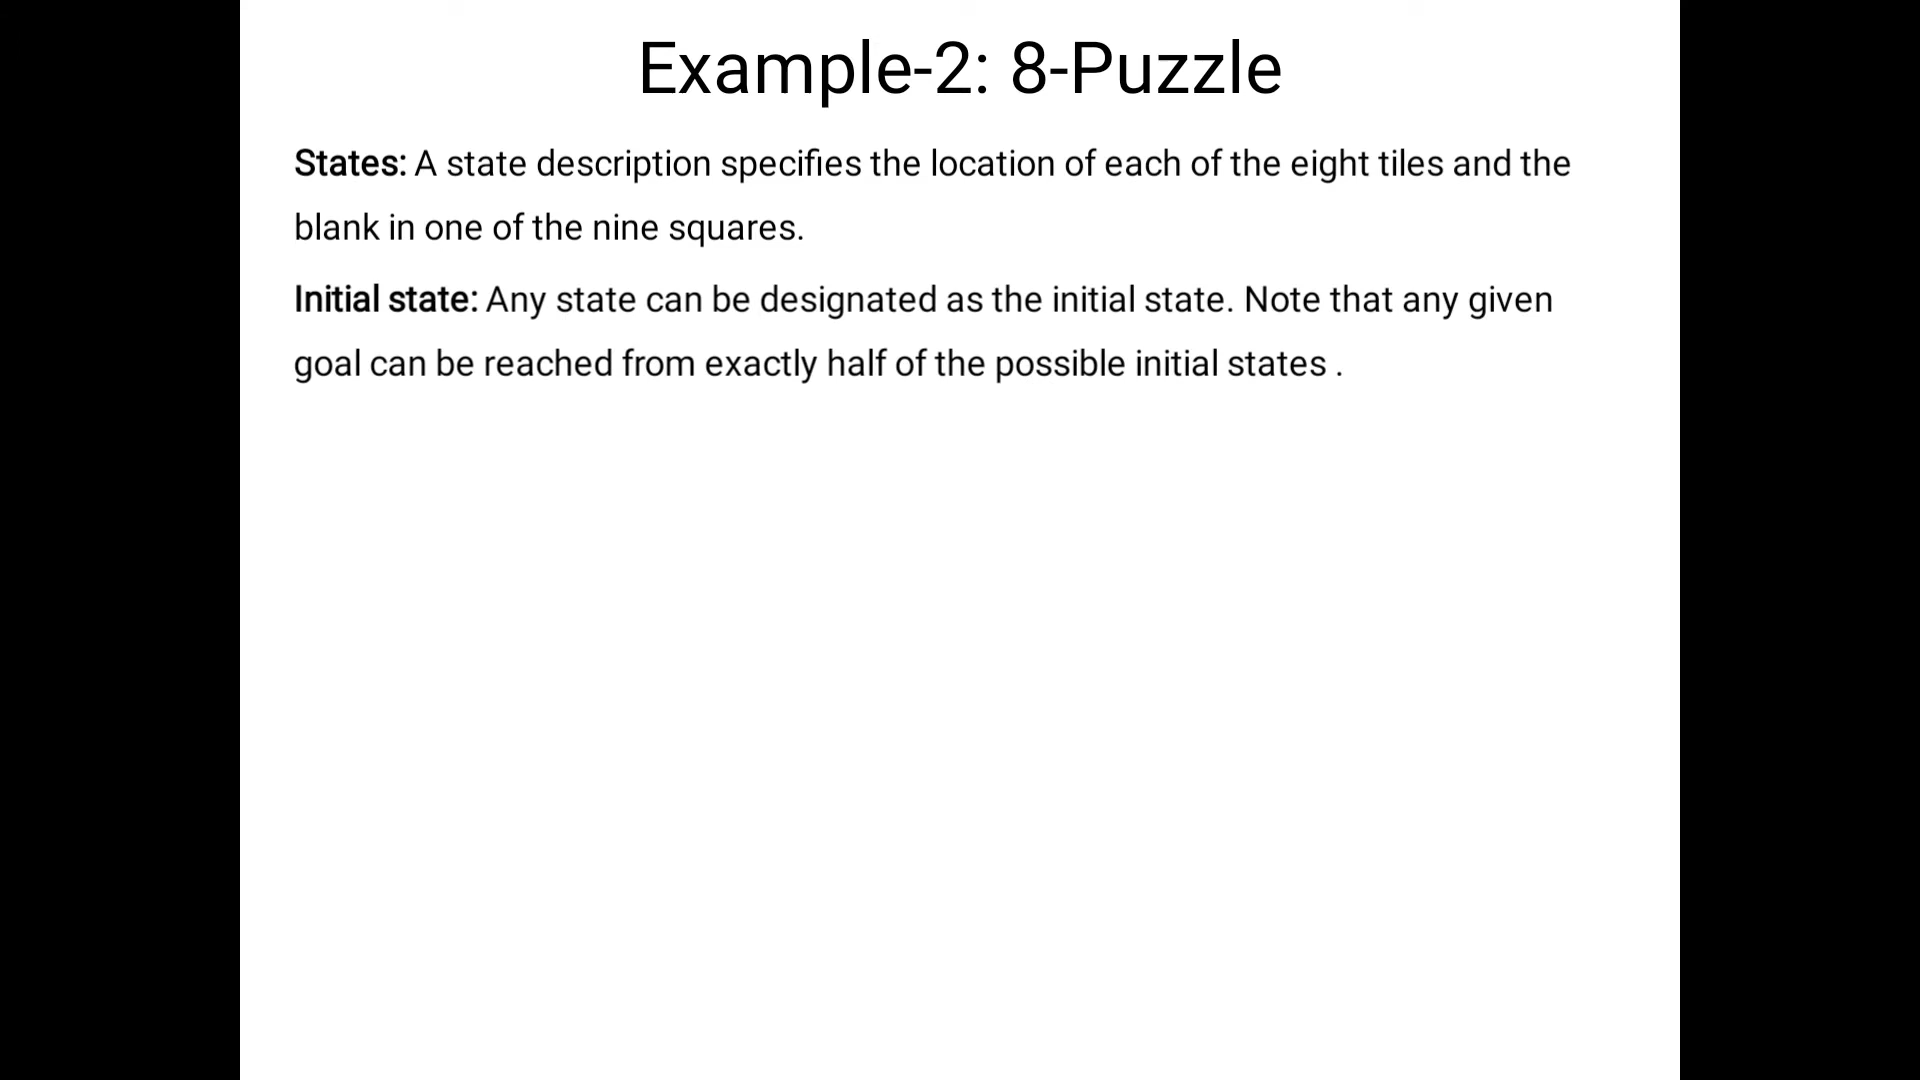 Example-2: 8-Puzzle
States: A state description specifies the location of each of the eight tiles and the
blank in one of the nine squares.
Initial state: Any state can be designated as the initial state. Note that any given
goal can be reached from exactly half of the possible initial states .